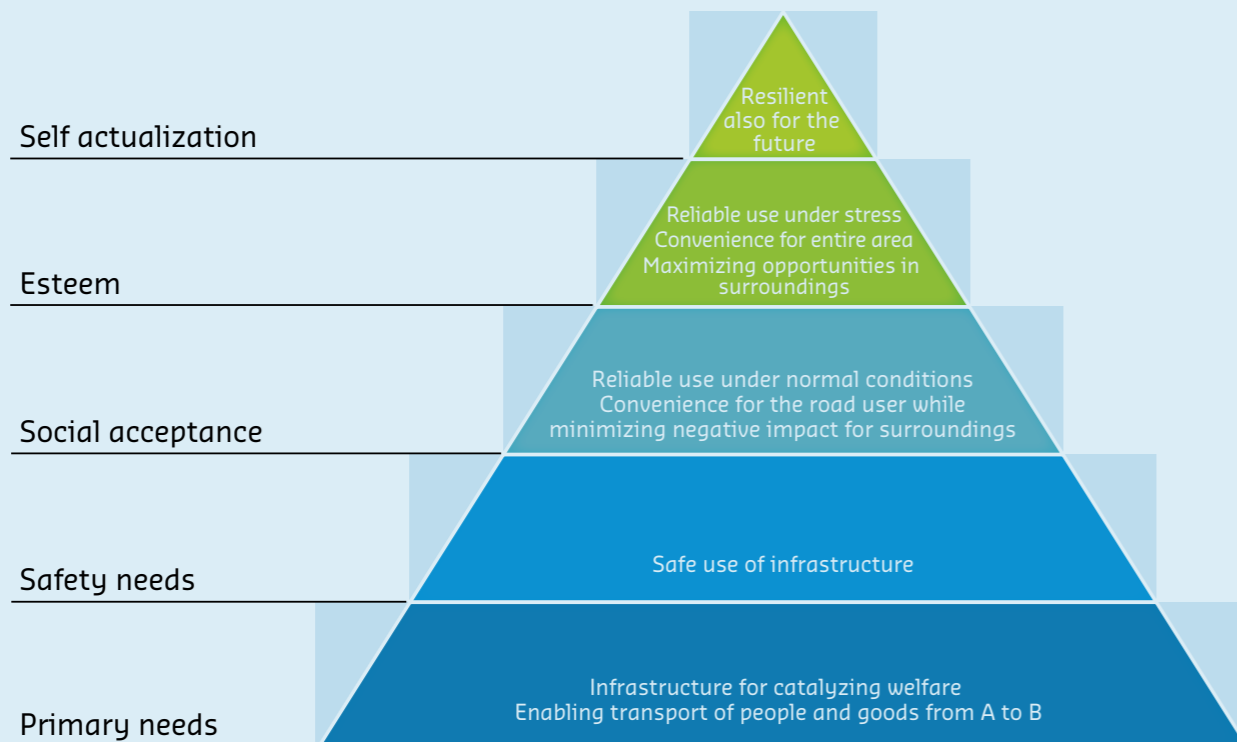 Resilient
also for the
future
Self actualization
Reliable use under stress
Convenience for entire area
Maximizing opportunities in
surroundings
Esteem
Reliable use under normal conditions
Convenience for the road user while
minimizing negative impact for surroundings
Social acceptance
Safe use of infrastructure
Safety needs
Infrastructure for catalyzing welfare
Enabling transport of people and goods from A to B
Primary needs